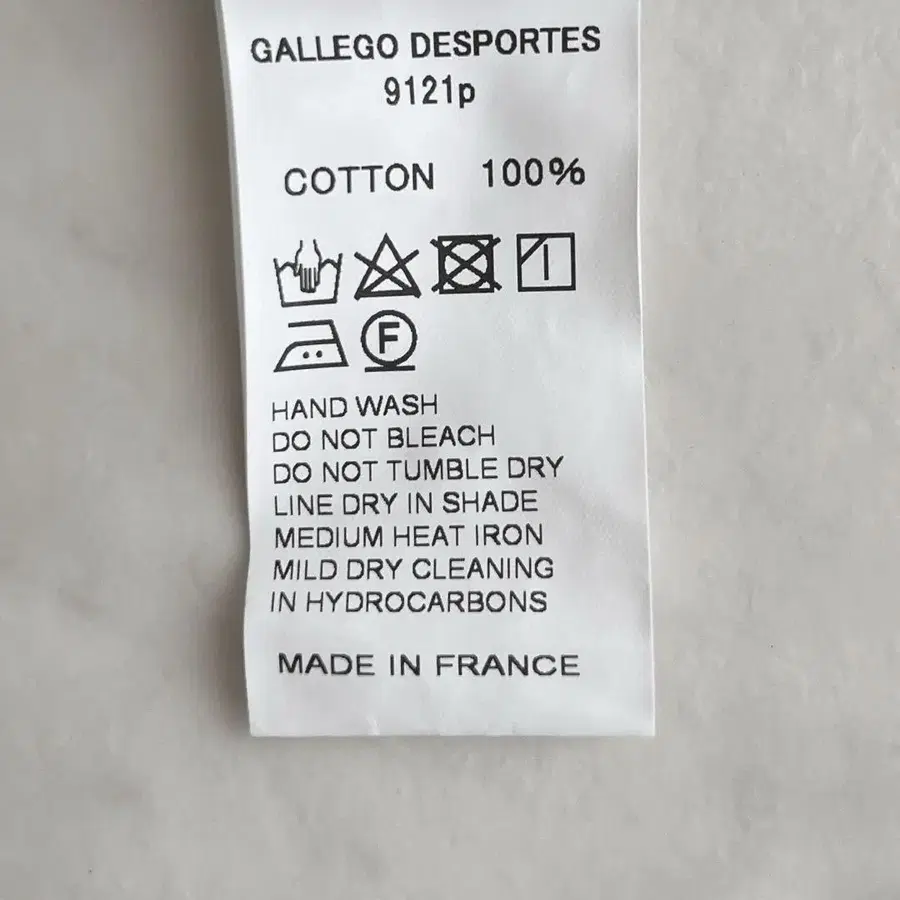 GALLEGO DESPORTES
9121p
COTTON 100%
F
HAND WASH
DO NOT BLEACH
DO NOT TUMBLE DRY
LINE DRY IN SHADE
MEDIUM HEAT IRON
MILD DRY CLEANING
IN HYDROCARBONS
MADE IN FRANCE